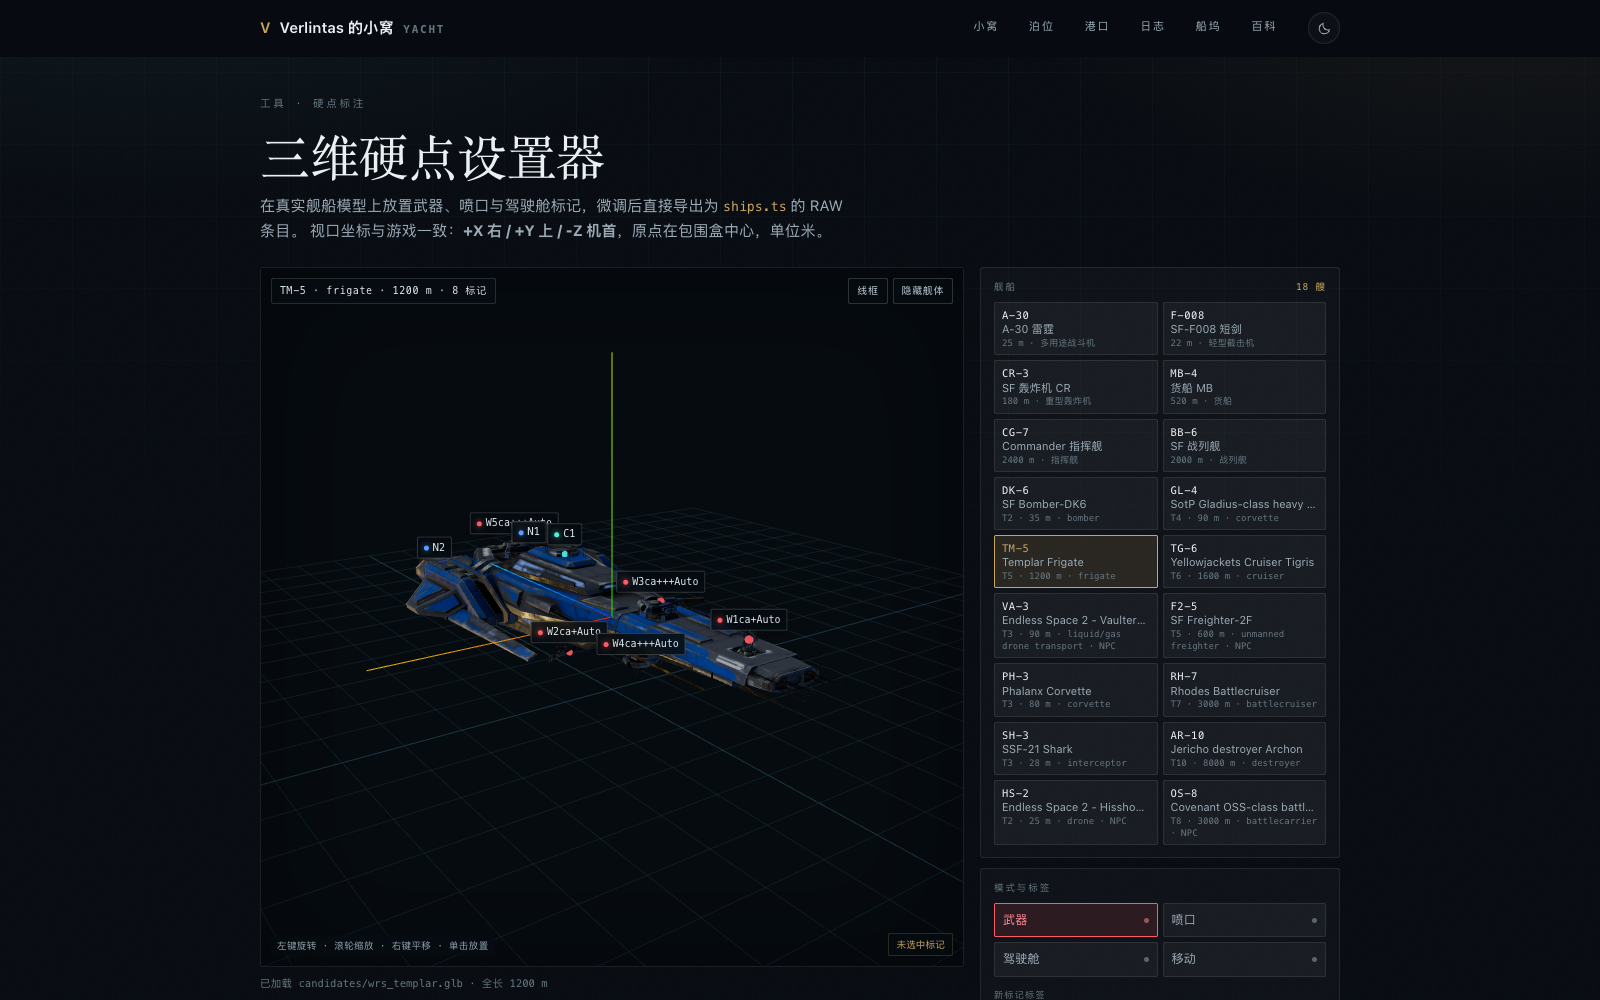 V Verlintas 的小窝 YACHT
小窝 泊位 港口 日志 船坞 百科
工具 · 硬点标注
三维硬点设置器
在真实舰船模型上放置武器、喷口与驾驶舱标记，微调后直接导出为 ships.ts 的 RAW
条目。 视口坐标与游戏一致：+X 右 / +Y 上 / -Z 机首，原点在包围盒中心，单位米。
TM-5 · frigate · 1200 m · 8 标记
线框 隐藏舰体
N1 C1
N2
W3ca+++Auto
W1ca+Auto
W2ca+Auto
W4ca+++Auto
左键旋转 · 滚轮缩放 · 右键平移 · 单击放置
未选中标记
已加载 candidates/wrs_templar.glb · 全长 1200 m
舰船 18 艘
A-30
A-30 雷霆
25 m · 多用途战斗机
F-008
SF-F008 短剑
22 m · 轻型截击机
CR-3
SF 轰炸机 CR
180 m · 重型轰炸机
MB-4
货船 MB
520 m · 货船
CG-7
Commander 指挥舰
2400 m · 指挥舰
BB-6
SF 战列舰
2000 m · 战列舰
DK-6
SF Bomber-DK6
T2 · 35 m · bomber
GL-4
SotP Gladius-class heavy ...
T4 · 90 m · corvette
TM-5
Templar Frigate
T5 · 1200 m · frigate
TG-6
Yellowjackets Cruiser Tigris
T6 · 1600 m · cruiser
VA-3
Endless Space 2 - Vaulter...
T3 · 90 m · liquid/gas
drone transport · NPC
F2-5
SF Freighter-2F
T5 · 600 m · unmanned
freighter · NPC
PH-3
Phalanx Corvette
T3 · 80 m · corvette
RH-7
Rhodes Battlecruiser
T7 · 3000 m · battlecruiser
SH-3
SSF-21 Shark
T3 · 28 m · interceptor
AR-10
Jericho destroyer Archon
T10 · 8000 m · destroyer
HS-2
Endless Space 2 - Hissho...
T2 · 25 m · drone · NPC
OS-8
Covenant OSS-class battl...
T8 · 3000 m · battlecarrier
· NPC
模式与标签
武器 喷口
驾驶舱 移动
新标记标签